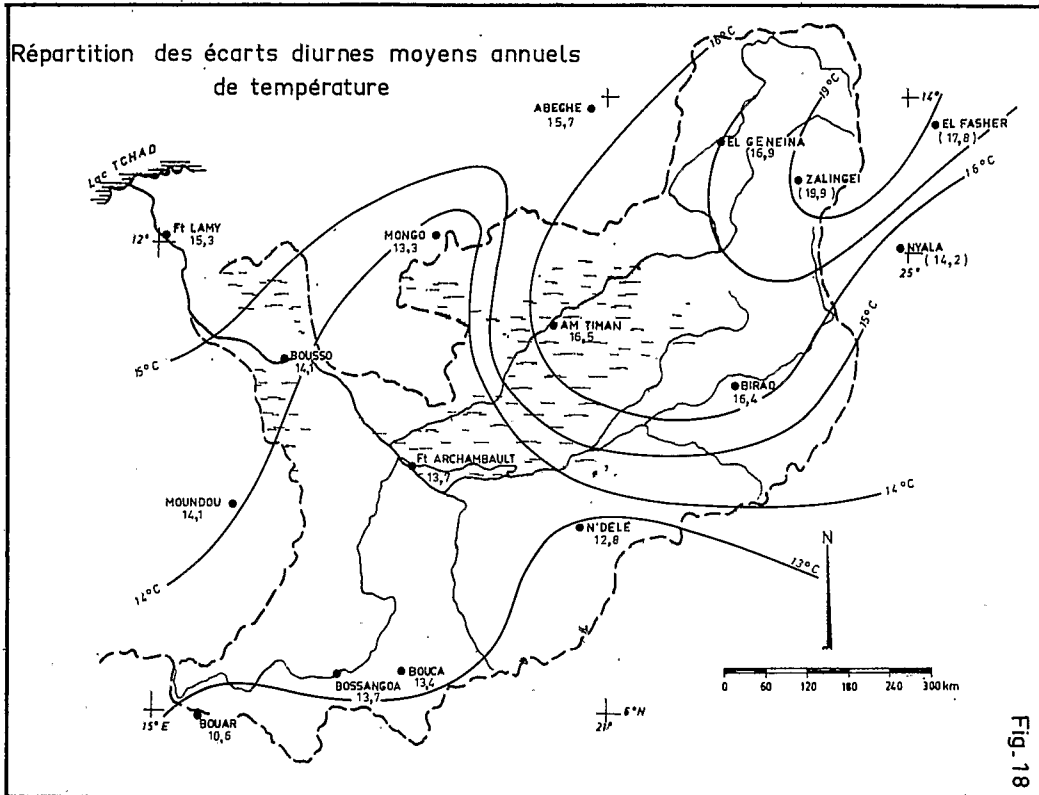 Répartition des écarts diurnes moyens annuels
de température
16°C
19°C
14°
ABEGHE
15,7
EL FASHER
(17,8)
EL GENEINA
16,9
Lac TCHAD
ZALINGEI
(19,9)
16°C
Ft LAMY
15,3
12°
MONGO
13,3
NYALA
(14,2)
25°
AM TIMAN
16,5
15°C
BOUSSO
14,1
15°C
BIRAO
16,4
Ft ARCHAMBAULT
13,7
14°C
MOUNDOU
14,1
N'DELE
12,8
N
13°C
14°C
BOUCA
13,4
BOSSANGOA
13,7
0 60 120 180 240 300 km
15° E
BOUAR
10,6
6°N
21°
Fig. 18